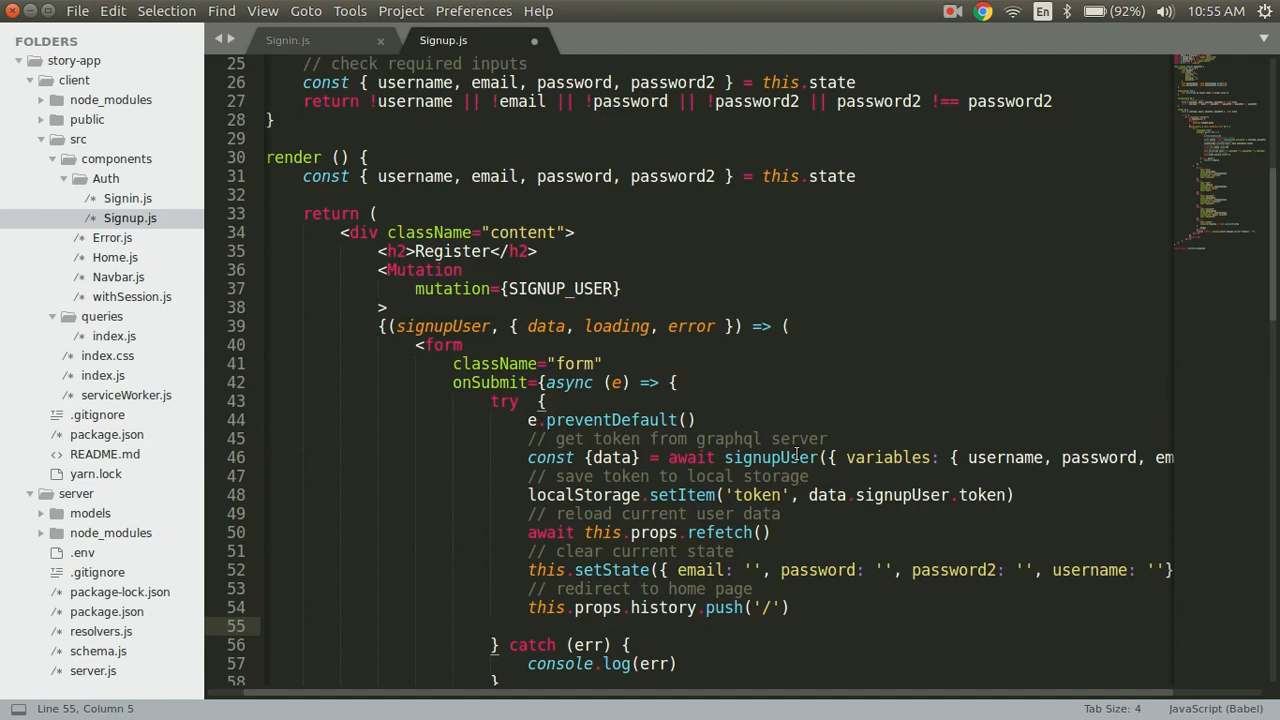 File Edit Selection Find View Goto Tools Project Preferences Help
En (92%) 10:55 AM
FOLDERS
story-app
client
node_modules
public
src
components
Auth
Signin.js
Signup.js
Error.js
Home.js
Navbar.js
withSession.js
queries
index.js
index.css
index.js
serviceWorker.js
.gitignore
package.json
README.md
yarn.lock
server
models
node_modules
.env
.gitignore
package-lock.json
package.json
resolvers.js
schema.js
server.js
Signin.js Signup.js
25 // check required inputs
26 const { username, email, password, password2 } = this.state
27 return !username || !email || !password || !password2 || password2 !== password2
28 }
29
30 render () {
31 const { username, email, password, password2 } = this.state
32
33 return (
34 <div className="content">
35 <h2>Register</h2>
36 <Mutation
37 mutation={SIGNUP_USER}
38 >
39 {(signupUser, { data, loading, error }) => (
40 <form
41 className="form"
42 onSubmit={async (e) => {
43 try {
44 e.preventDefault()
45 // get token from graphql server
46 const {data} = await signupUser({ variables: { username, password, em
47 // save token to local storage
48 localStorage.setItem('token', data.signupUser.token)
49 // reload current user data
50 await this.props.refetch()
51 // clear current state
52 this.setState({ email: '', password: '', password2: '', username: ''}
53 // redirect to home page
54 this.props.history.push('/')
55
56 } catch (err) {
57 console.log(err)
58 }
Line 55, Column 5 Tab Size: 4 JavaScript (Babel)